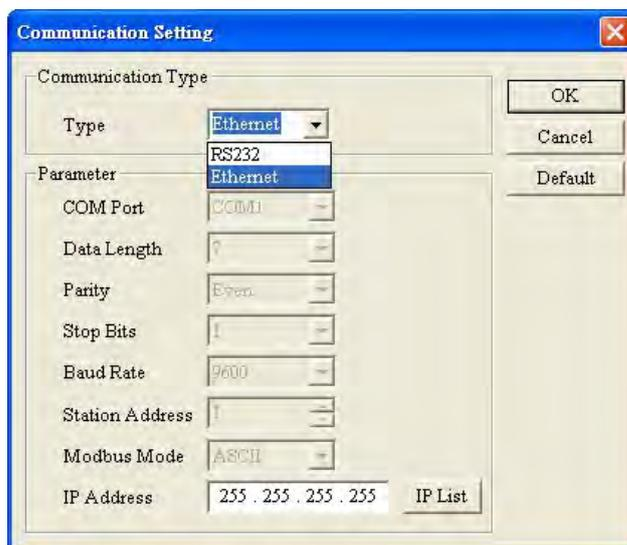 Communication Setting
Communication Type
Type Ethernet
RS232
Ethernet
OK
Cancel
Default
Parameter
COM Port COM1
Data Length 7
Parity Even
Stop Bits 1
Baud Rate 9600
Station Address 1
Modbus Mode ASCII
IP Address 255 . 255 . 255 . 255 IP List